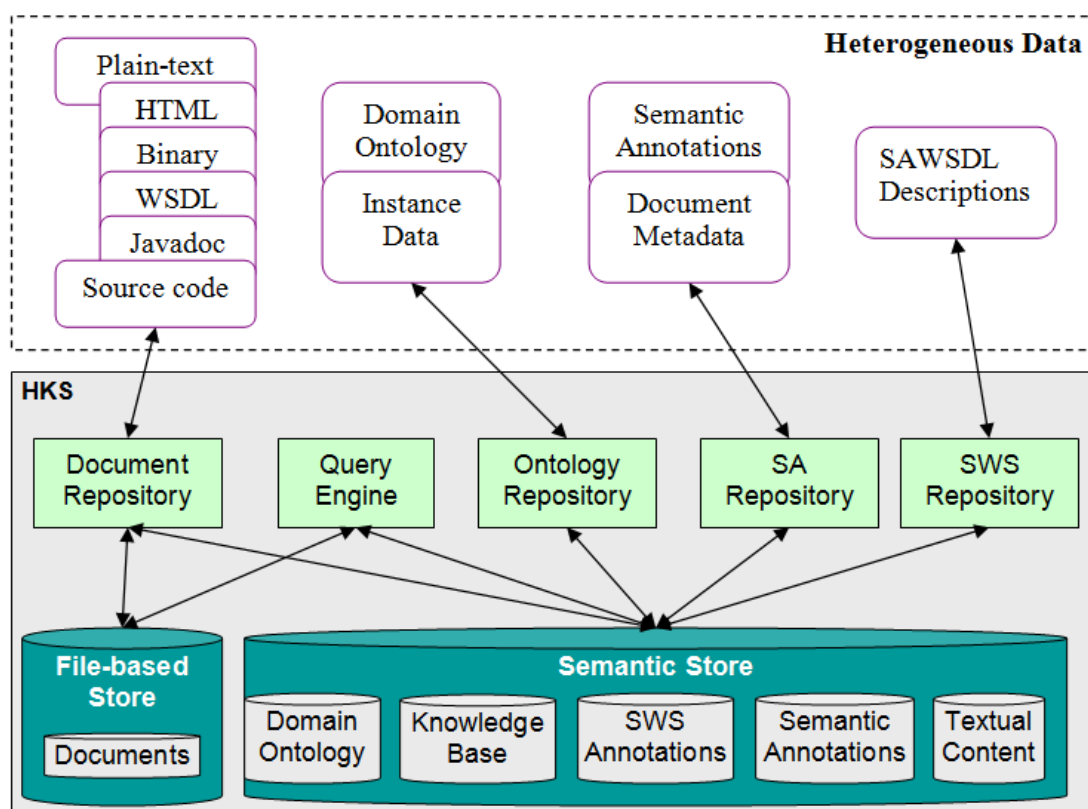 Heterogeneous Data
Plain-text
HTML
Binary
WSDL
Javadoc
Source code
Domain
Ontology
Instance
Data
Semantic
Annotations
Document
Metadata
SAWSDL
Descriptions
HKS
Document
Repository
Query
Engine
Ontology
Repository
SA
Repository
SWS
Repository
File-based
Store
Documents
Semantic Store
Domain
Ontology
Knowledge
Base
SWS
Annotations
Semantic
Annotations
Textual
Content